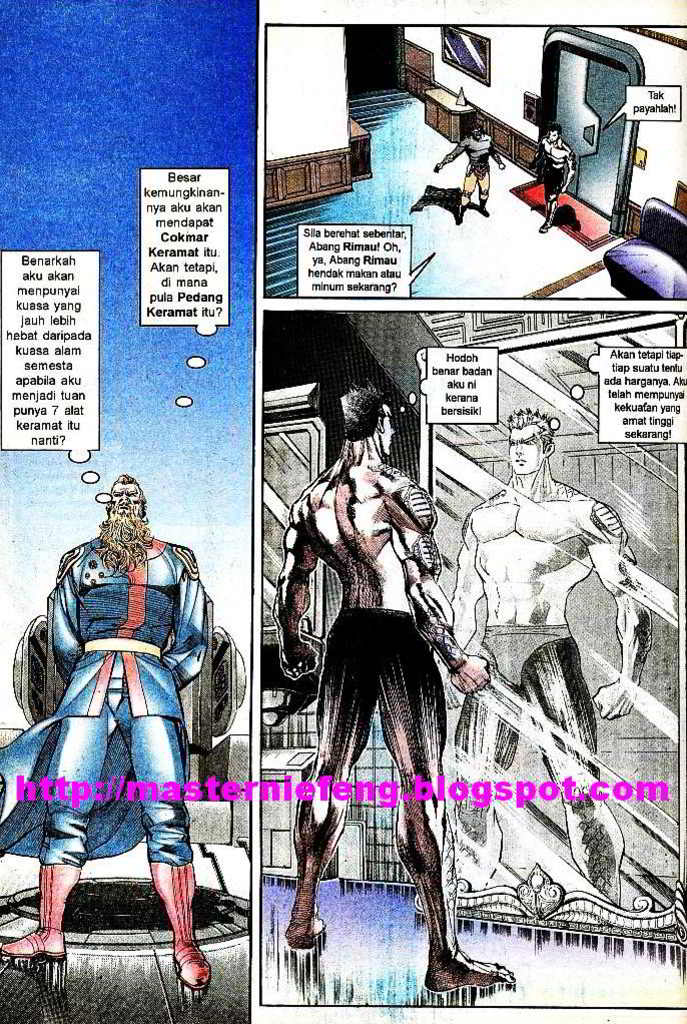 Besar
kemungkinan-
nya aku akan
mendapat
Cokmar
Keramat itu.
Akan tetapi,
di mana
pula Pedang
Keramat itu?
Benarkah
aku akan
menpunyai
kuasa yang
jauh lebih
hebat daripada
kuasa alam
semesta
apabila aku
menjadi tuan
punya 7 alat
keramat itu
nanti?
Tak
payahlah!
Sila berehat sebentar,
Abang Rimau! Oh,
ya, Abang Rimau
hendak makan atau
minum sekarang?
Hodoh
benar badan
aku ni
kerana
bersisik!
Akan tetapi tiap-
tiap suatu tentu
ada harganya. Aku
telah mempunyai
kekuatan yang
amat tinggi
sekarang!
http://masterniefeng.blogspot.com